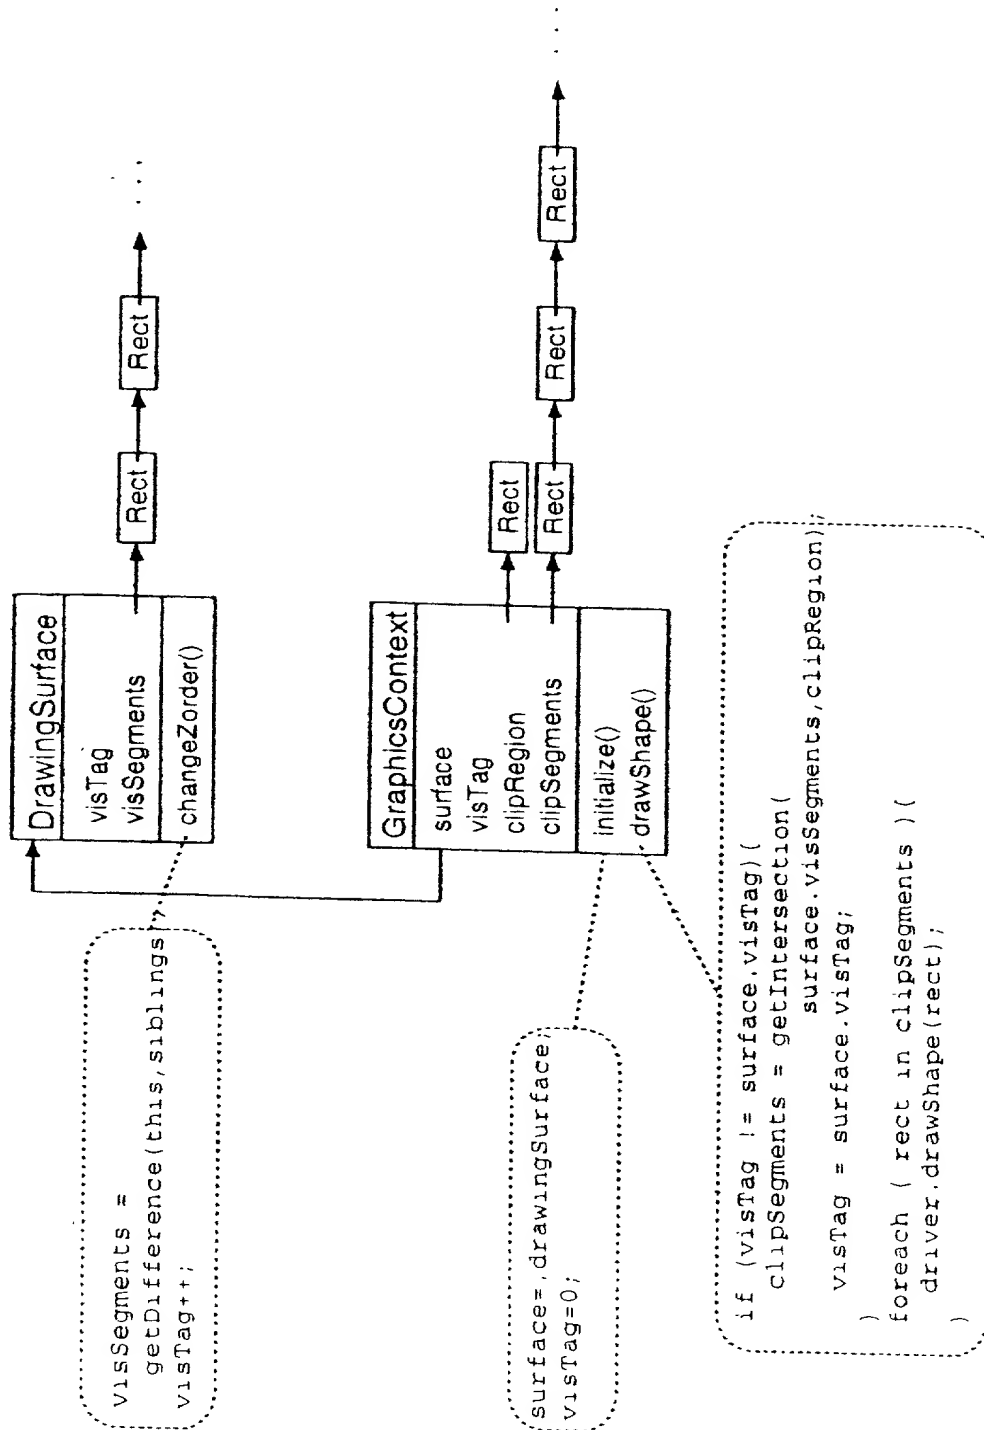 DrawingSurface
visTag
visSegments
changeZorder()
Rect
Rect
...
visSegments =
getDifference(this,siblings)
visTag++;
GraphicsContext
surface
visTag
clipRegion
clipSegments
initialize()
drawShape()
Rect
Rect
Rect
Rect
...
surface=.drawingSurface;
visTag=0;
if (visTag != surface.visTag)(
clipSegments = getIntersection(
surface.visSegments,clipRegion);
visTag = surface.visTag;
)
foreach ( rect in clipSegments )(
driver.drawShape(rect);
)